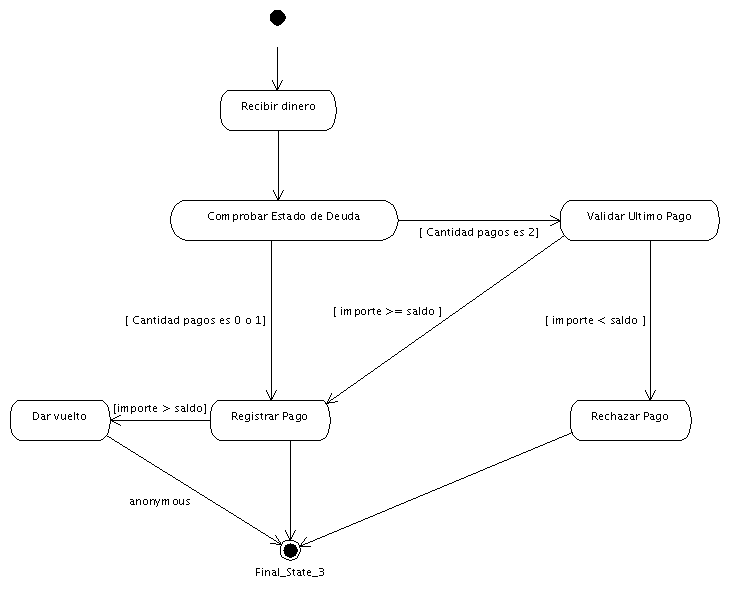 Recibir dinero
Comprobar Estado de Deuda
Validar Ultimo Pago
[ Cantidad pagos es 2]
[ importe >= saldo ]
[ Cantidad pagos es 0 o 1]
[ importe < saldo ]
[importe > saldo]
Dar vuelto
Registrar Pago
Rechazar Pago
anonymous
Final_State_3